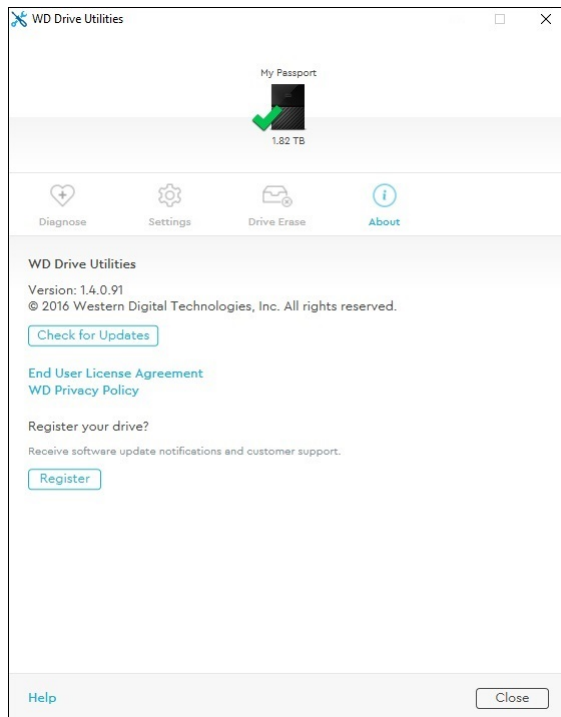 WD Drive Utilities
My Passport
1.82 TB
Diagnose Settings Drive Erase About
WD Drive Utilities
Version: 1.4.0.91
© 2016 Western Digital Technologies, Inc. All rights reserved.
Check for Updates
End User License Agreement
WD Privacy Policy
Register your drive?
Receive software update notifications and customer support.
Register
Help Close